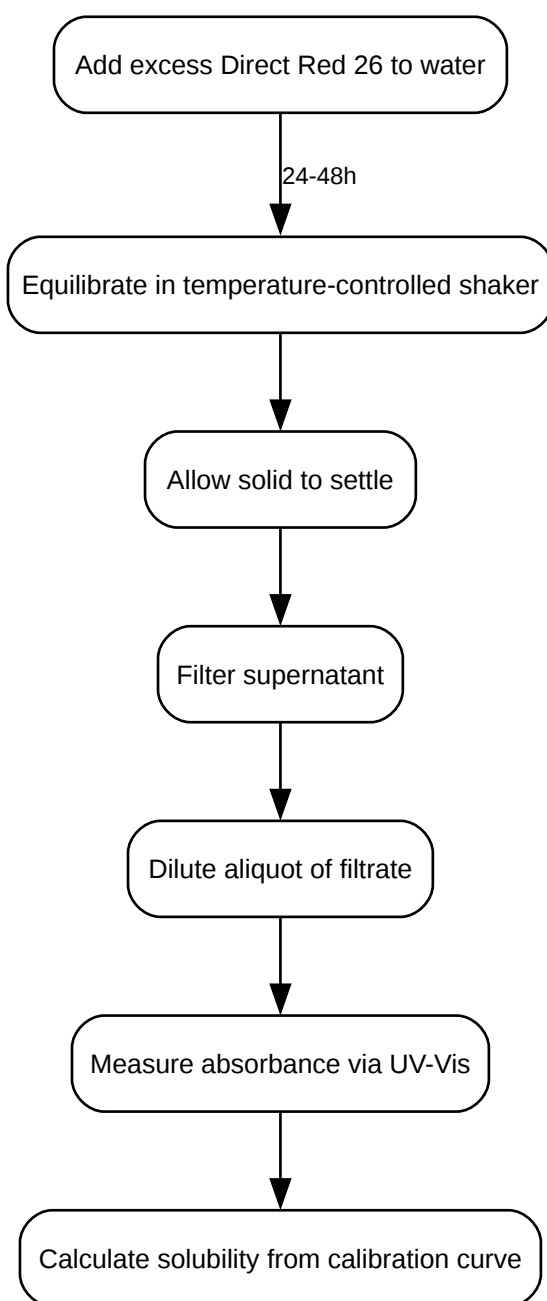 Add excess Direct Red 26 to water
24-48h
Equilibrate in temperature-controlled shaker
Allow solid to settle
Filter supernatant
Dilute aliquot of filtrate
Measure absorbance via UV-Vis
Calculate solubility from calibration curve